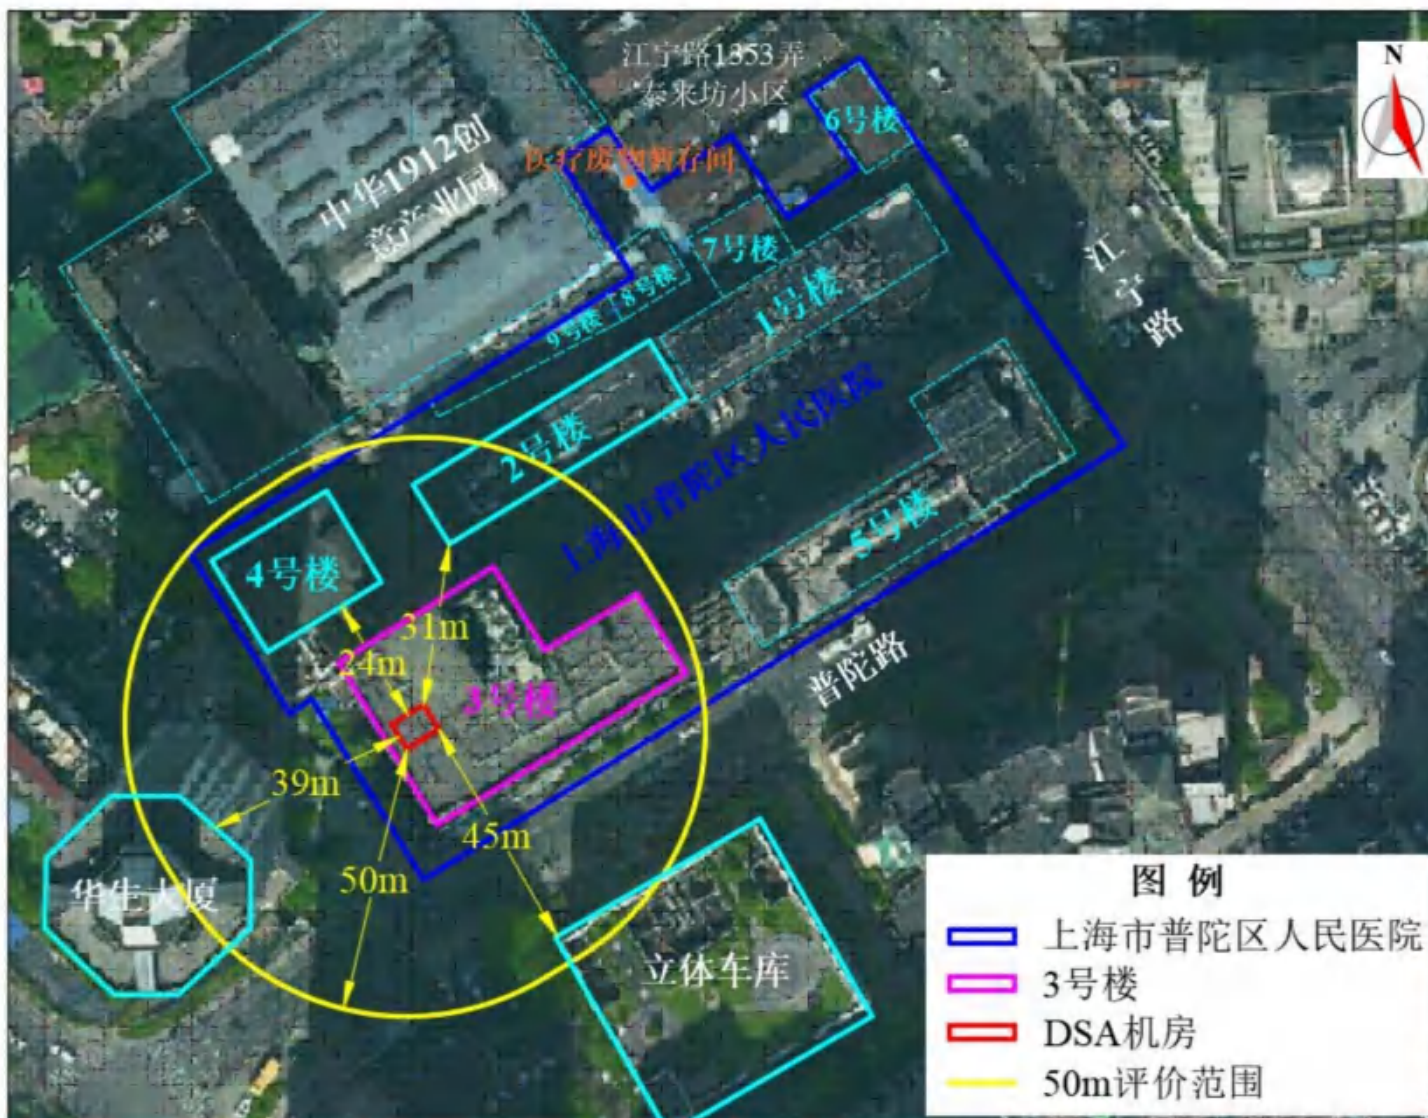 江宁路1353弄
泰来坊小区
N
6号楼
医疗废物暂存间
中华1912创
意产业园
7号楼
江宁路
8号楼
9号楼
1号楼
2号楼
上海市普陀区人民医院
5号楼
4号楼
31m
24m
3号楼
普陀路
39m
45m
50m
华生大厦
立体车库
图例
上海市普陀区人民医院
3号楼
DSA机房
50m评价范围